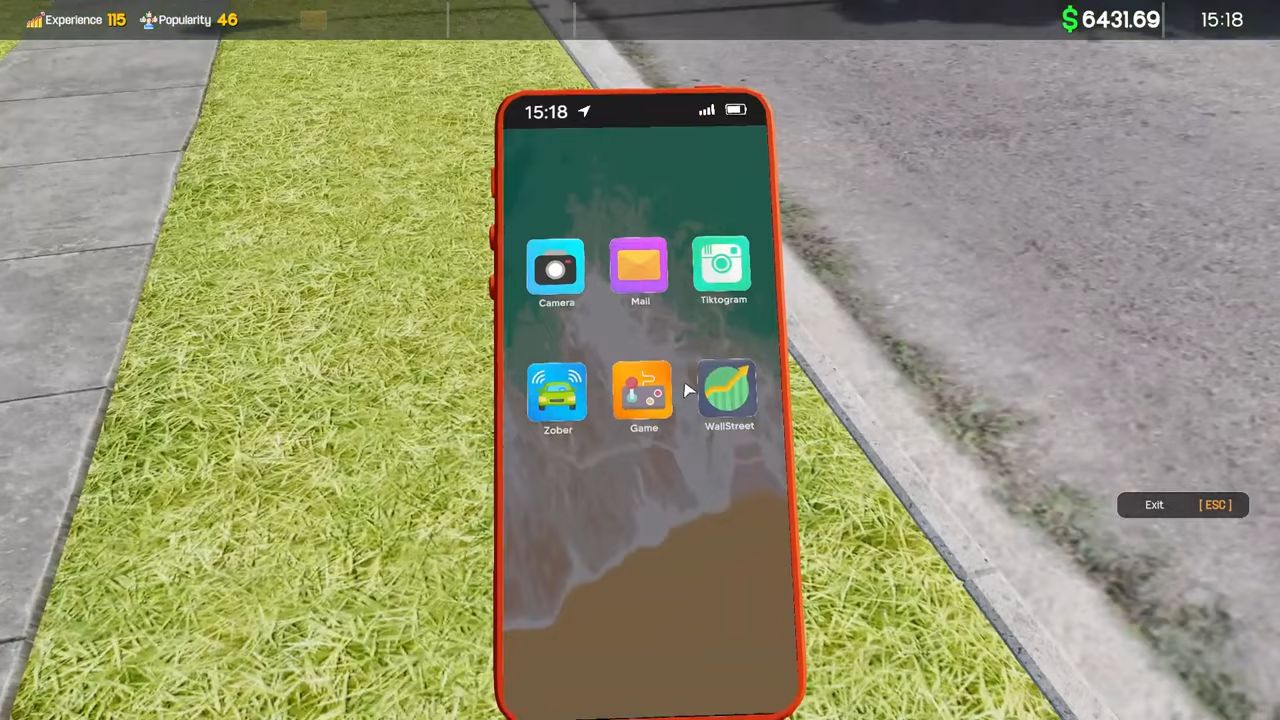 Experience 115 Popularity 46 $ 6431.69 15:18
15:18
Camera Mail Tiktogram
Zober Game WallStreet
Exit [ ESC ]